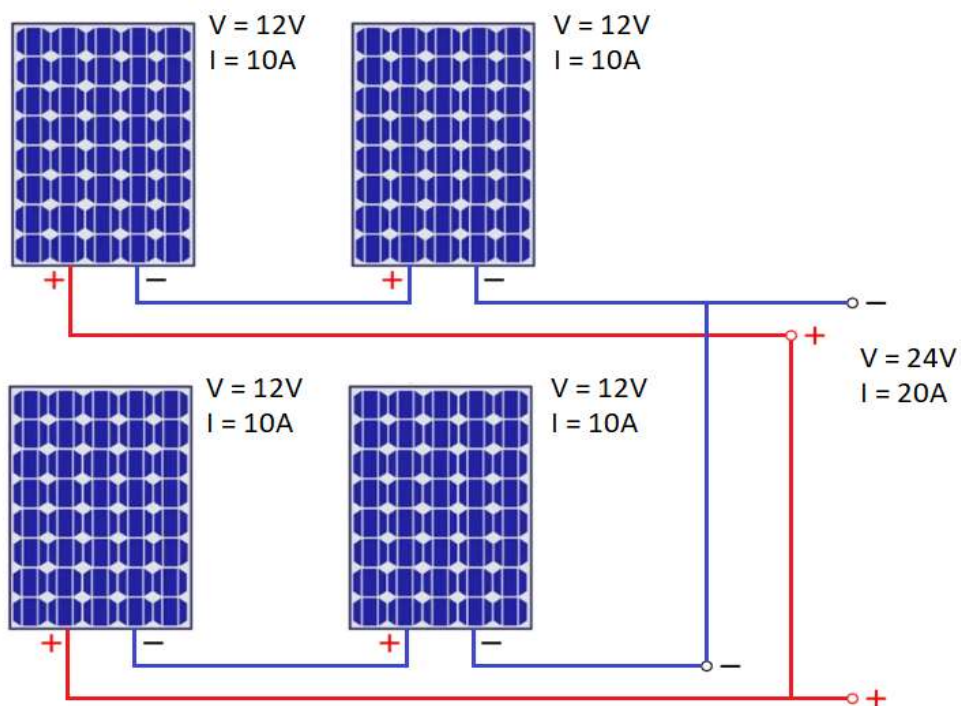 V = 12V
I = 10A
V = 12V
I = 10A
+
−
+
−
−
+
V = 24V
I = 20A
V = 12V
I = 10A
V = 12V
I = 10A
+
−
+
−
−
+